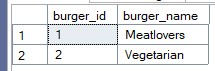 burger_id burger_name
1 1 Meatlovers
2 2 Vegetarian